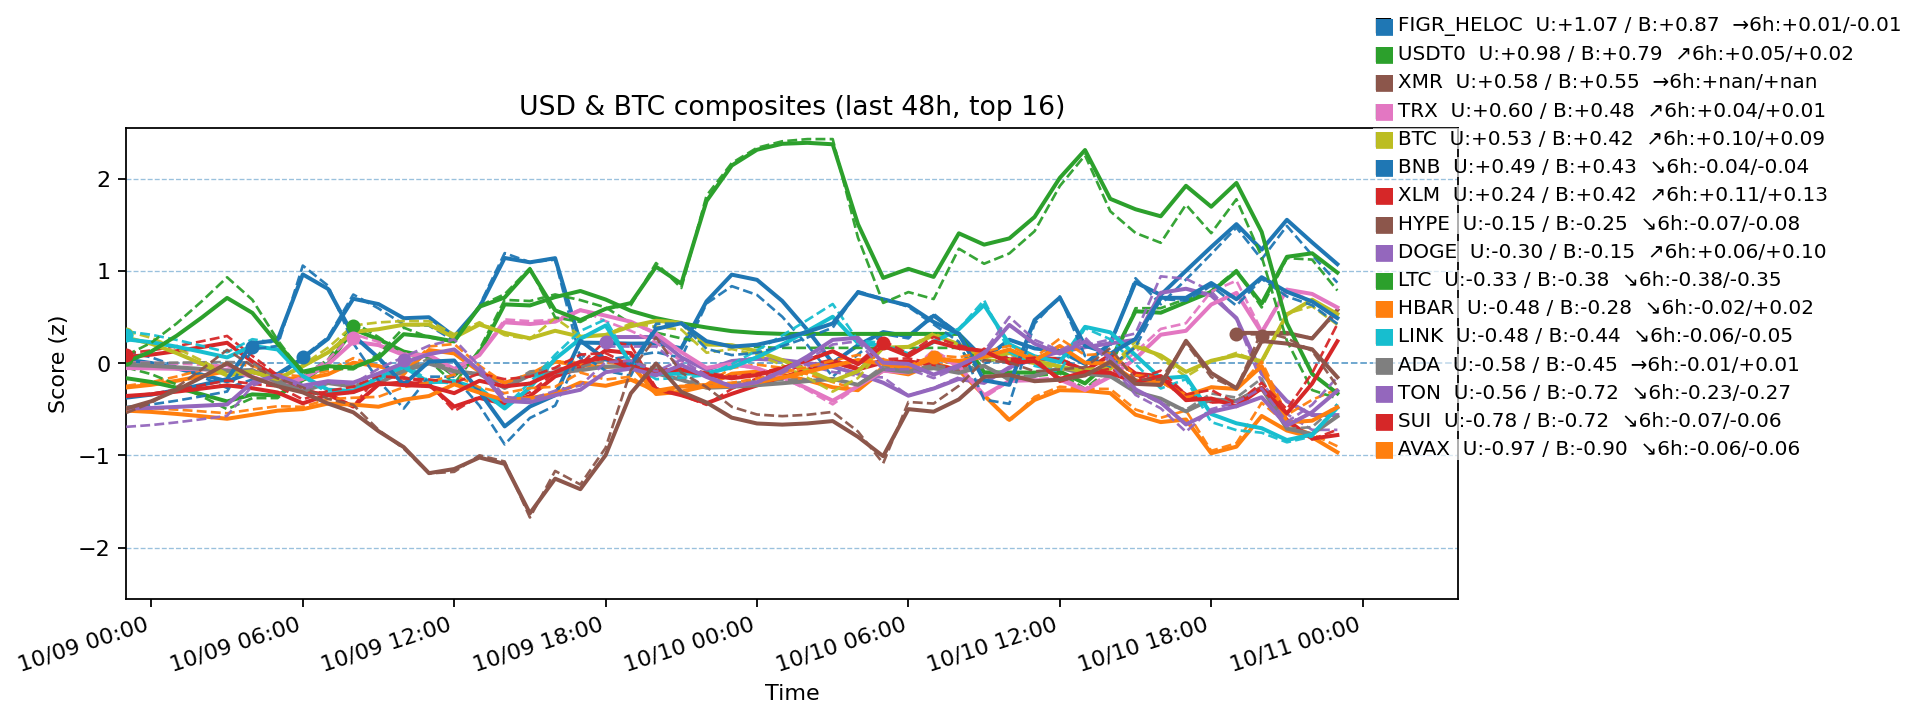 FIGR_HELOC  U:+1.07 / B:+0.87  →6h:+0.01/-0.01
USDT0  U:+0.98 / B:+0.79  ↗6h:+0.05/+0.02
XMR  U:+0.58 / B:+0.55  →6h:+nan/+nan
TRX  U:+0.60 / B:+0.48  ↗6h:+0.04/+0.01
BTC  U:+0.53 / B:+0.42  ↗6h:+0.10/+0.09
BNB  U:+0.49 / B:+0.43  ↘6h:-0.04/-0.04
XLM  U:+0.24 / B:+0.42  ↗6h:+0.11/+0.13
HYPE  U:-0.15 / B:-0.25  ↘6h:-0.07/-0.08
DOGE  U:-0.30 / B:-0.15  ↗6h:+0.06/+0.10
LTC  U:-0.33 / B:-0.38  ↘6h:-0.38/-0.35
HBAR  U:-0.48 / B:-0.28  ↘6h:-0.02/+0.02
LINK  U:-0.48 / B:-0.44  ↘6h:-0.06/-0.05
ADA  U:-0.58 / B:-0.45  →6h:-0.01/+0.01
TON  U:-0.56 / B:-0.72  ↘6h:-0.23/-0.27
SUI  U:-0.78 / B:-0.72  ↘6h:-0.07/-0.06
AVAX  U:-0.97 / B:-0.90  ↘6h:-0.06/-0.06
USD & BTC composites (last 48h, top 16)
Score (z)
2
1
0
−1
−2
10/09 00:00
10/09 06:00
10/09 12:00
10/09 18:00
10/10 00:00
10/10 06:00
10/10 12:00
10/10 18:00
10/11 00:00
Time